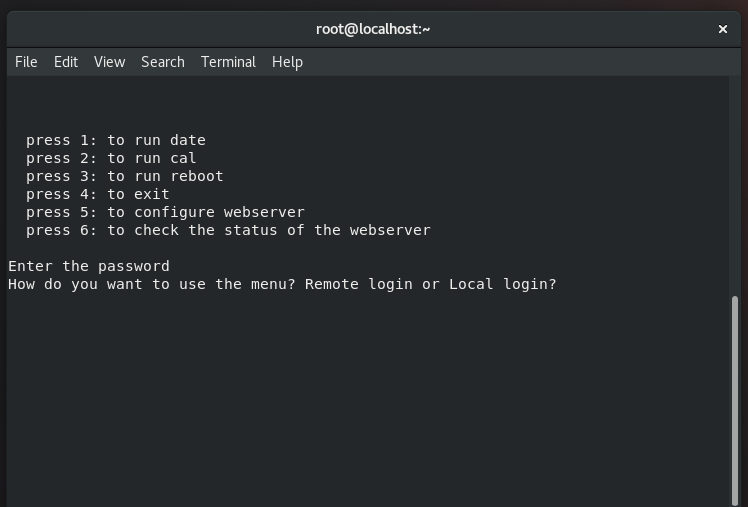 root@localhost:~
File Edit View Search Terminal Help
press 1: to run date
press 2: to run cal
press 3: to run reboot
press 4: to exit
press 5: to configure webserver
press 6: to check the status of the webserver
Enter the password
How do you want to use the menu? Remote login or Local login?